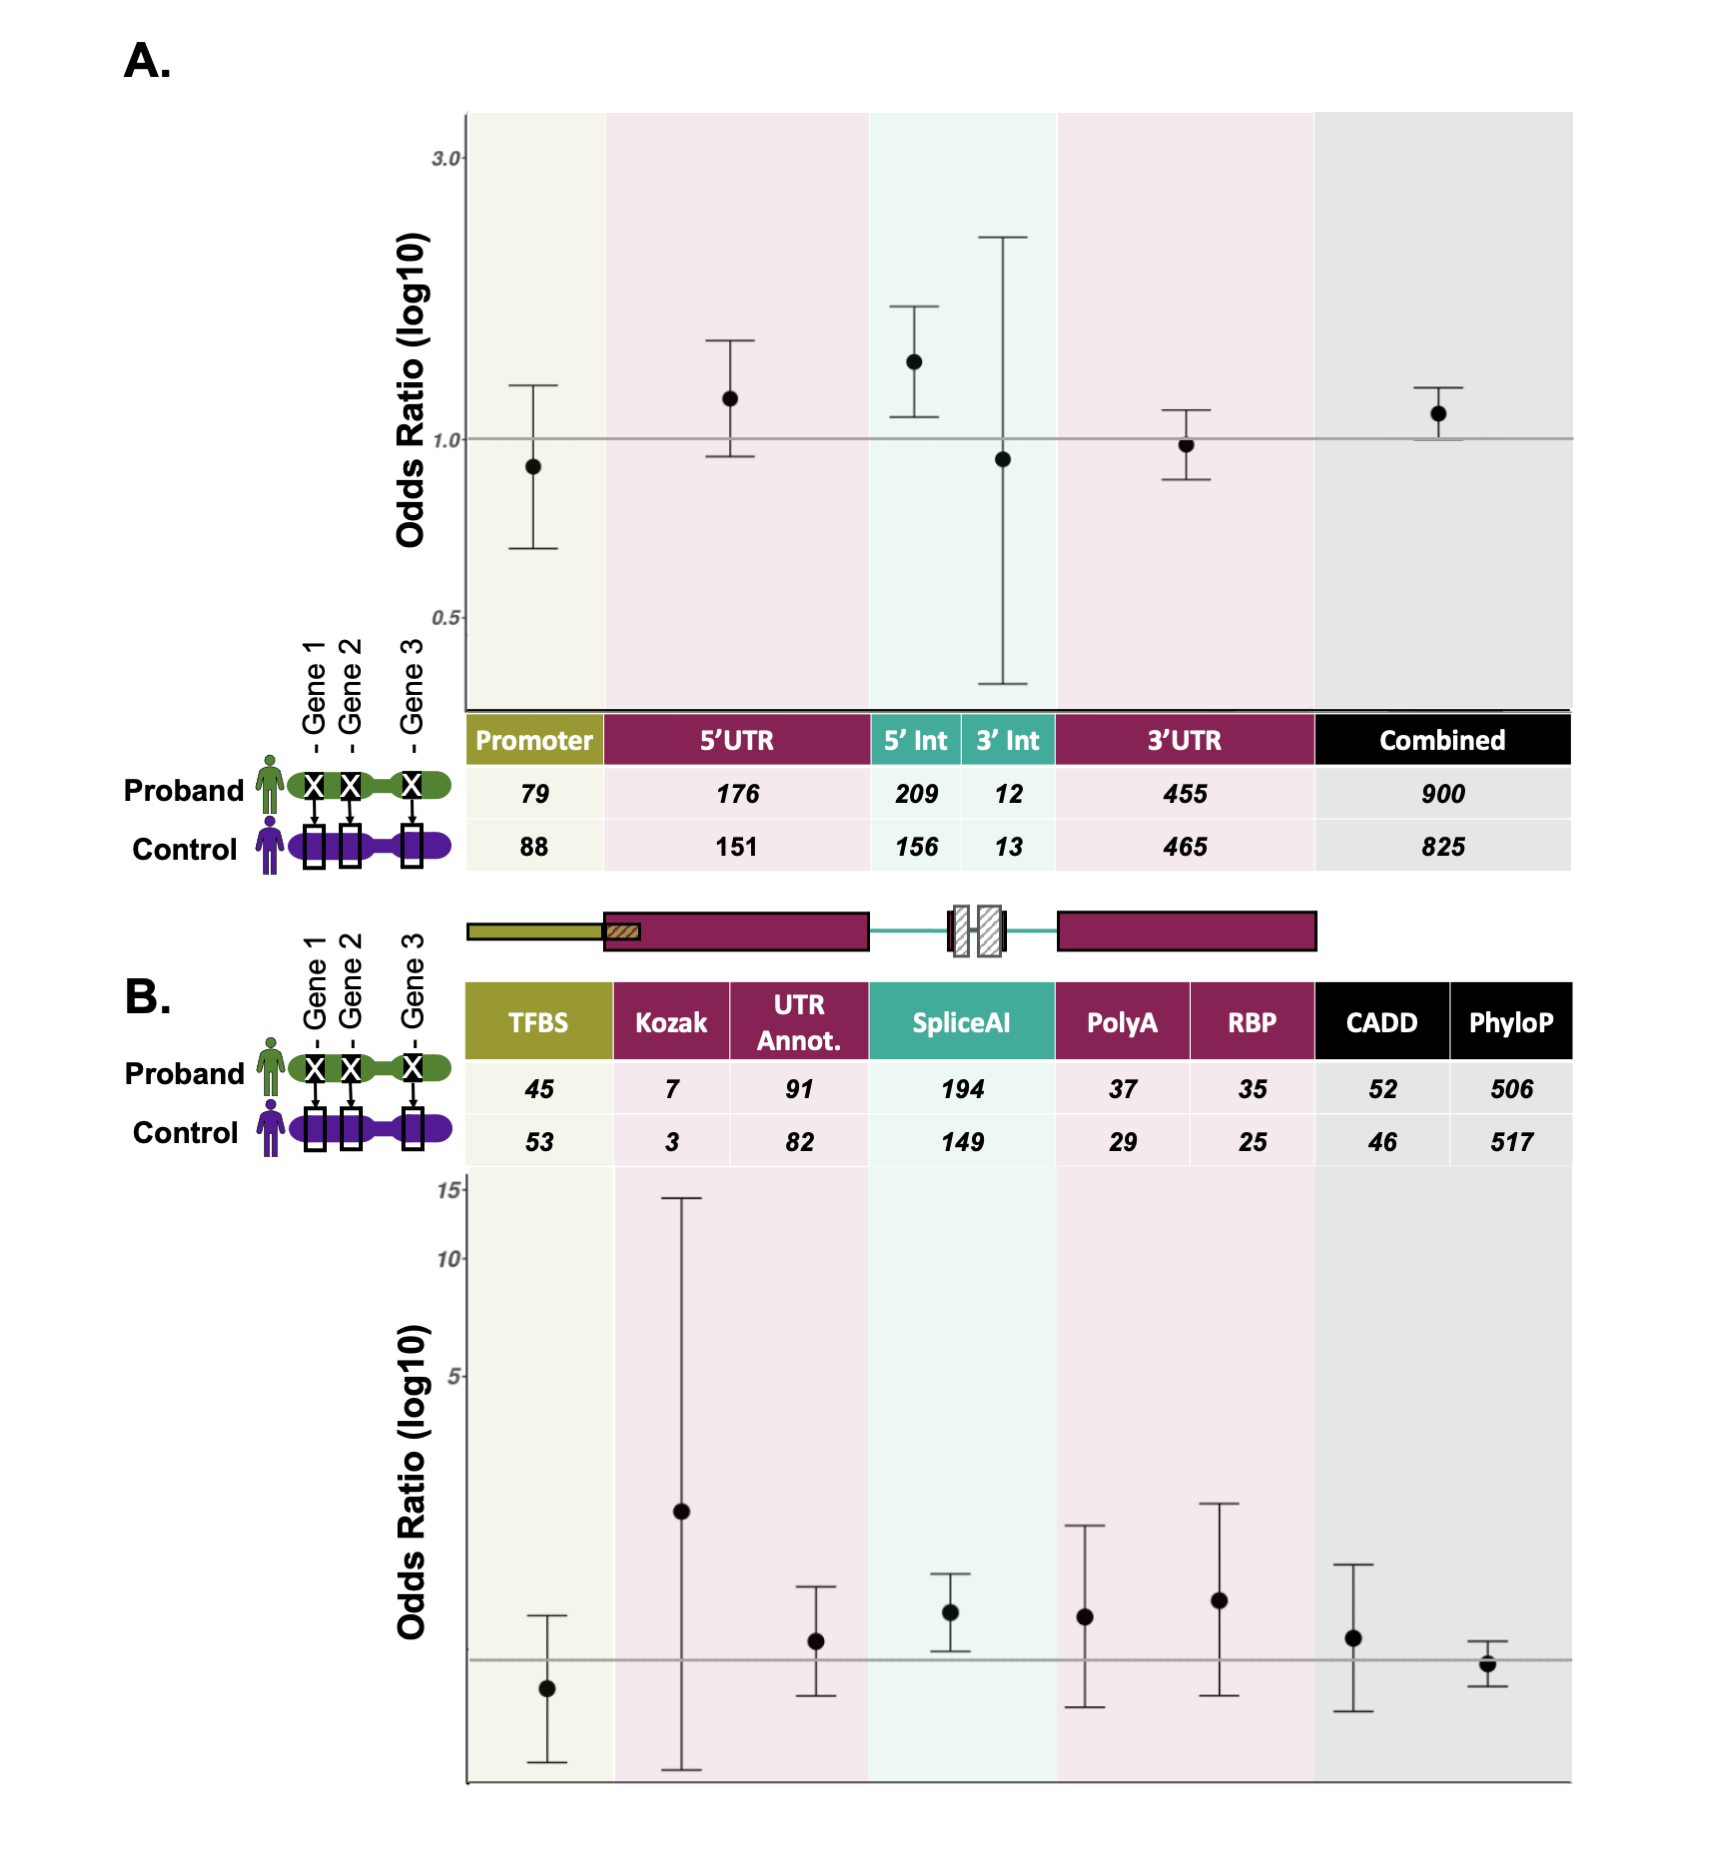 A.
Odds Ratio (log10)
3.0
1.0
0.5
- Gene 1
- Gene 2
- Gene 3
Promoter 5’UTR 5’ Int 3’ Int 3’UTR Combined
Proband X X X 79 176 209 12 455 900
Control 88 151 156 13 465 825
B.
- Gene 1
- Gene 2
- Gene 3
TFBS Kozak UTR Annot. SpliceAI PolyA RBP CADD PhyloP
Proband X X X 45 7 91 194 37 35 52 506
Control 53 3 82 149 29 25 46 517
Odds Ratio (log10)
15
10
5